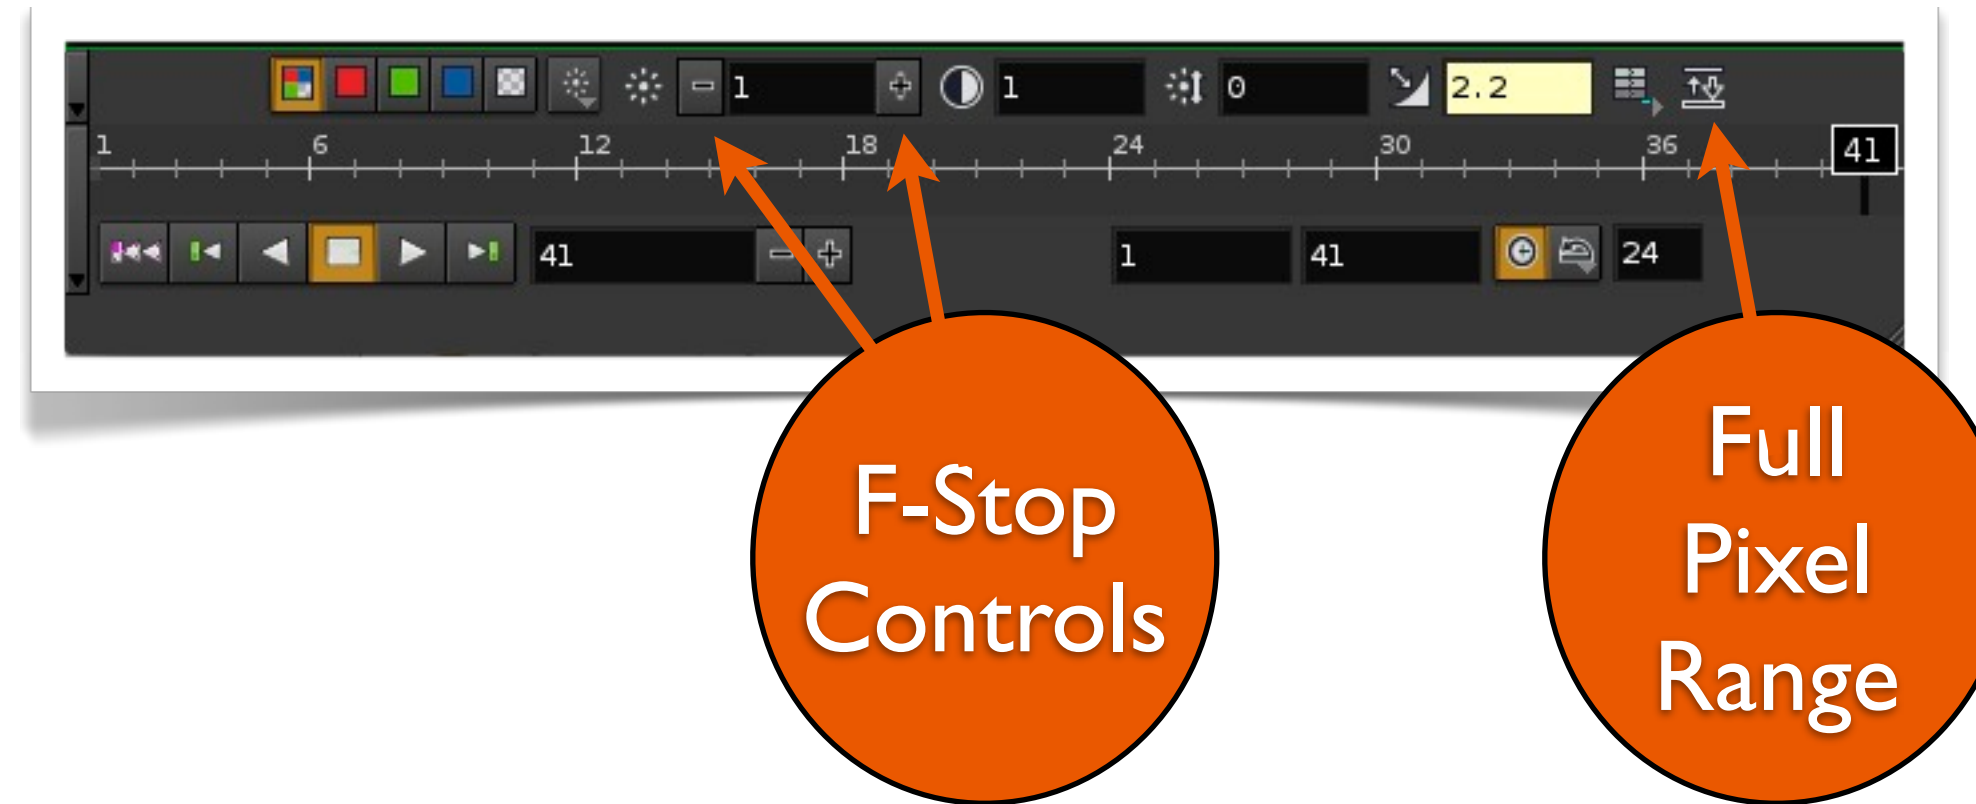 1 1 0 2.2
1 6 12 18 24 30 36 41
41 1 41 24
F-Stop
Controls
Full
Pixel
Range